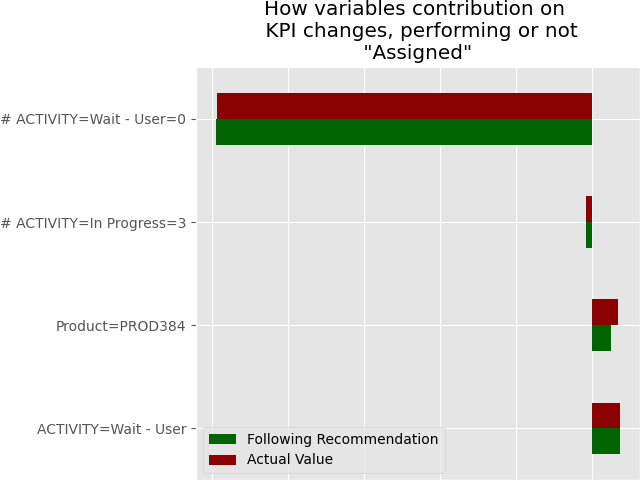 How variables contribution on
KPI changes, performing or not
"Assigned"
# ACTIVITY=Wait - User=0
# ACTIVITY=In Progress=3
Product=PROD384
ACTIVITY=Wait - User
Following Recommendation
Actual Value